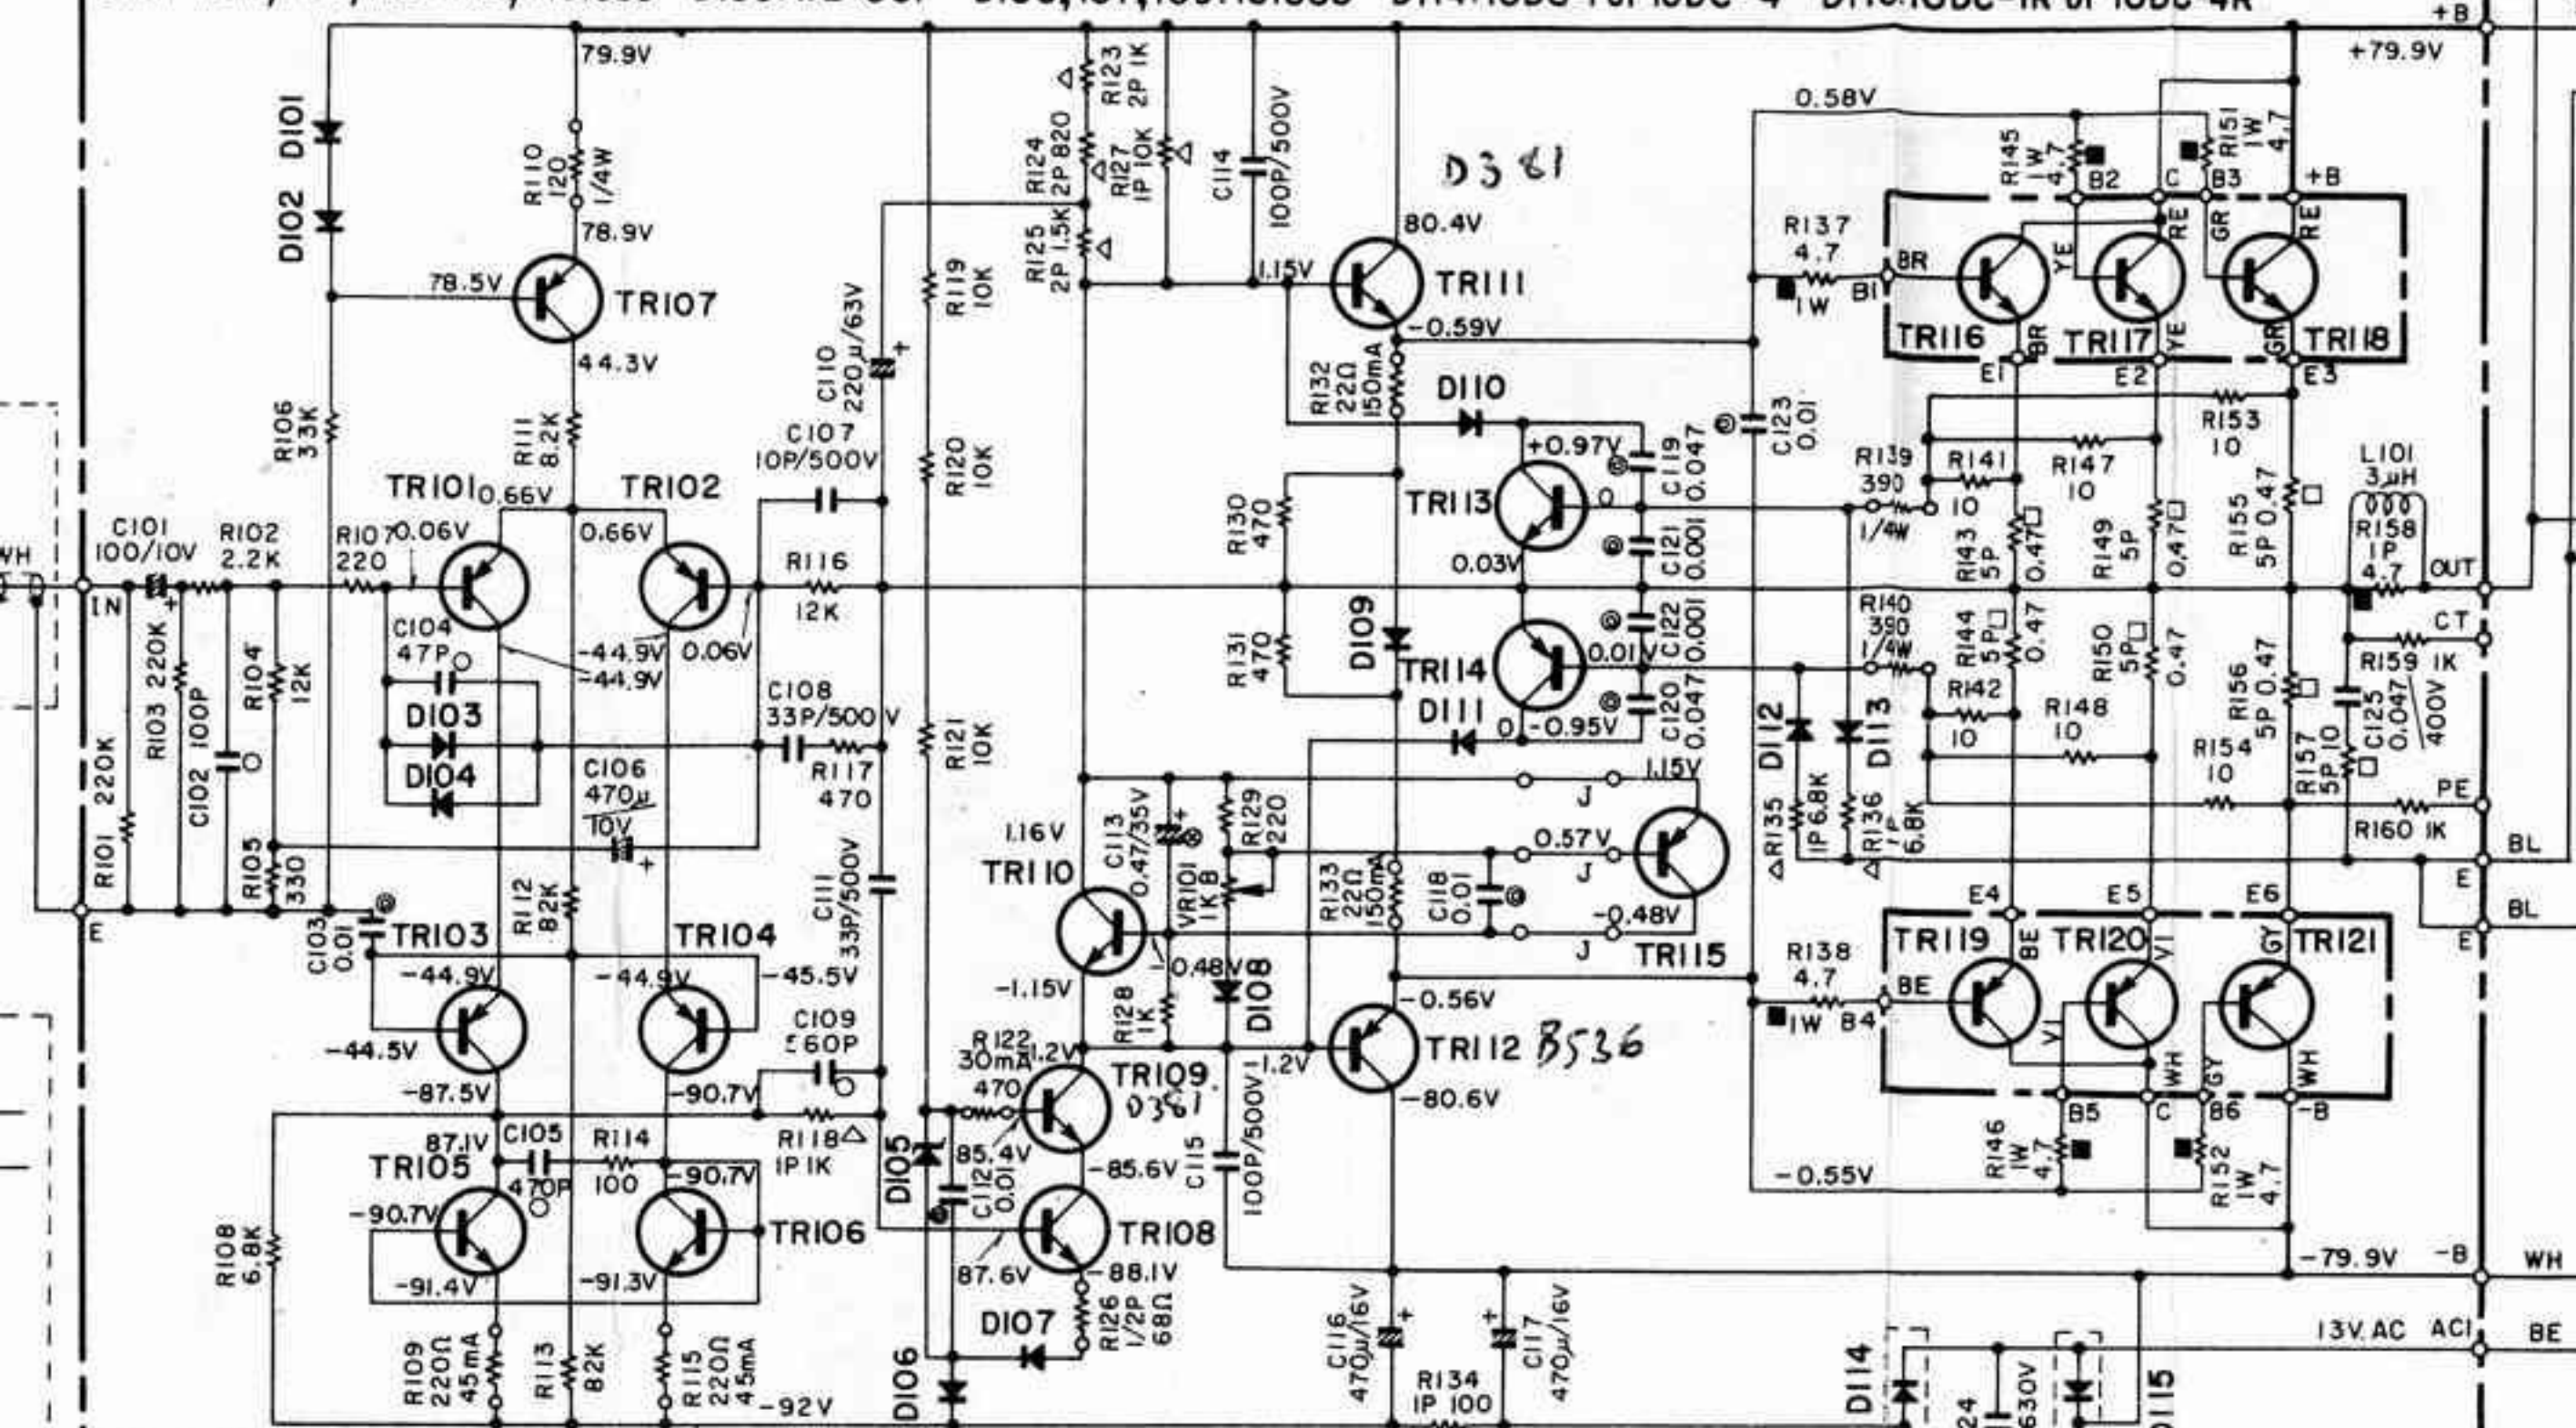 +B
+79.9V
79.9V
D101
D102
R110
120
1/4W
78.9V
78.5V
TR107
44.3V
R106
33K
R111
8.2K
R123
2P 1K
R124
2P 820
R127
1P 10K
R125
2P 1.5K
C114
100P/500V
R119
10K
R120
10K
R121
10K
C110
220μ/63V
+
C107
10P/500V
D381
80.4V
1.15V
TR111
-0.59V
R132
22Ω
150mA
D110
0.58V
R145
1W
4.7
R151
1W
4.7
B2
C
B3
+B
R137
4.7
1W
B1
BR
YE
RE
GR
RE
TR116
BR
TR117
YE
GR
TR118
E1
E2
E3
C123
0.01
R153
10
R147
10
R141
10
R139
390
1/4W
+0.97V
C119
0.047
TR113
0
0.03V
C121
0.001
R130
470
R131
470
R143
5P
0.47
R149
5P
0.47
R155
5P 0.47
L101
3μH
R158
1P
4.7
OUT
WH
C101
100/10V
+
IN
R102
2.2K
R107
220
0.06V
TR101
0.66V
TR102
0.66V
R116
12K
0.06V
-44.9V
-44.9V
C104
47P
D103
D104
R101 220K
R103 220K
C102 100P
R104
12K
R105
330
C106
470μ
10V
+
C108
33P/500V
R117
470
D109
TR114
0.01V
C122
0.001
C120
0.047
D111
0
-0.95V
R140
390
1/4W
R144
5P
0.47
R142
10
R148
10
R150
5P
0.47
R156
5P 0.47
R154
10
R157
5P 10
C125
0.047
400V
CT
R159 1K
PE
R160 1K
BL
E
BL
E
D112
D113
R135
1P 6.8K
R136
1P
6.8K
1.15V
J
0.57V
J
-0.48V
J
TR115
1.16V
TR110
C113
0.47/35V
+
R129
220
VR101
1K B
R133
22Ω
150mA
C118
0.01
-0.48V
-1.15V
R128
1K
D108
E
C103
0.01
TR103
-44.9V
-44.5V
-87.5V
R112
82K
TR104
-44.9V
-45.5V
-90.7V
C111
33P/500V
C109
560P
R118
1P 1K
R122
30mA
470
-1.2V
TR109
D381
85.4V
-85.6V
-1.2V
-0.56V
TR112
B536
-80.6V
C115
100P/500V
D105
C112
0.01
R138
4.7
1W
B4
BE
E4
E5
E6
TR119
BE
TR120
VI
GY
TR121
VI
WH
GY
WH
B5
C
B6
-B
R146
1W
4.7
R152
1W
4.7
-0.55V
87.1V
C105
470P
R114
100
TR105
-90.7V
-91.4V
-90.7V
TR106
-91.3V
R108
6.8K
R109
220Ω
45mA
R113
82K
R115
220Ω
45mA
-92V
TR108
87.6V
-88.1V
D107
R126
1/2P
68Ω
D106
C116
470μ/16V
+
C117
470μ/16V
+
R134
1P 100
-79.9V
-B
WH
13V.AC
AC1
BE
D114
630V
D115